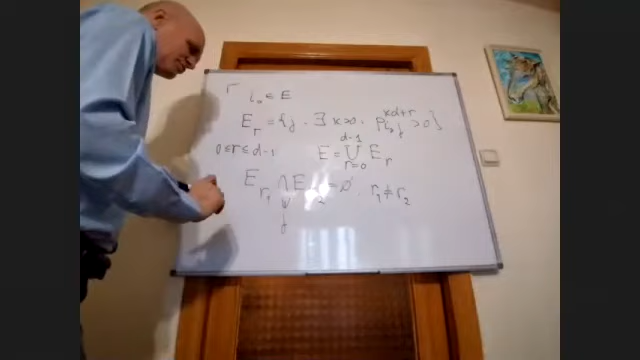 Γ i₀ ∈ E
E_r = {j, ∃ k>0, p_{i₀j}^{kd+r} > 0}
0≤r≤d-1 E = ⋃_{r=0}^{d-1} E_r
E_{r₁} ∩ E_{r₂} = ∅, r₁ ≠ r₂
j